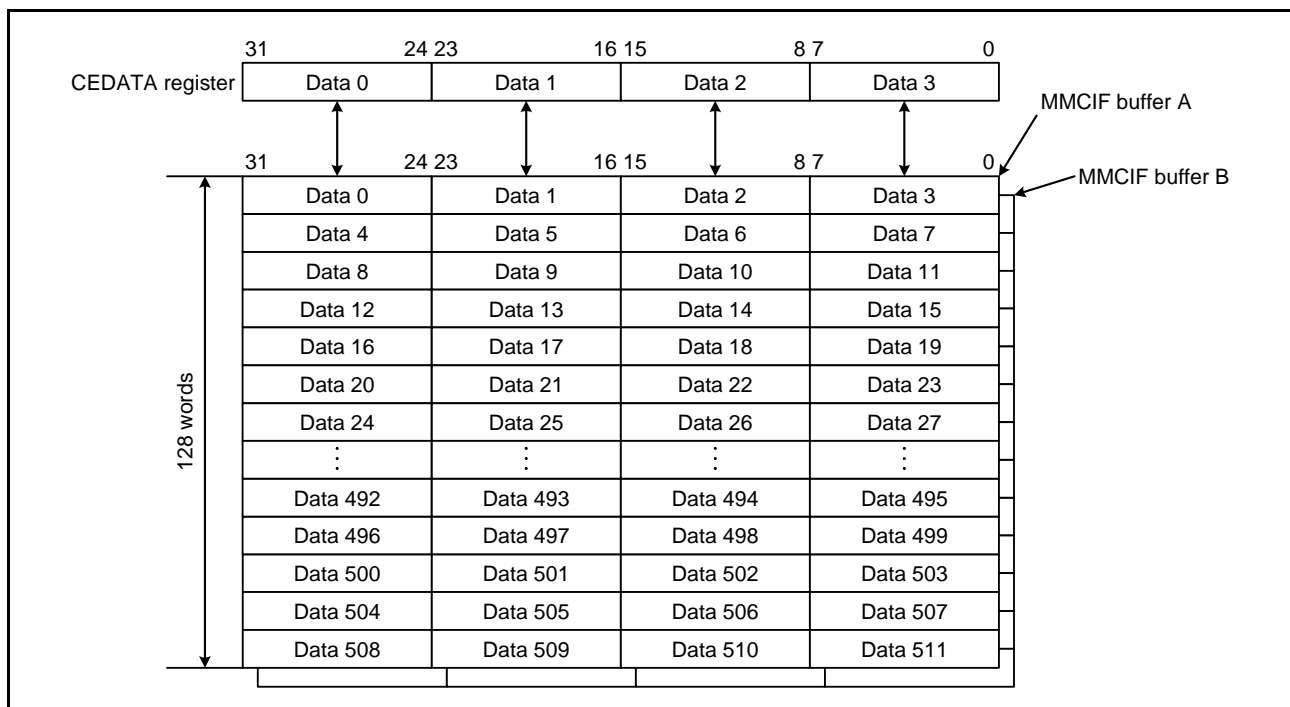 31 24 23 16 15 8 7 0
CEDATA register Data 0 Data 1 Data 2 Data 3
MMCIF buffer A
31 24 23 16 15 8 7 0
MMCIF buffer B
Data 0 Data 1 Data 2 Data 3
Data 4 Data 5 Data 6 Data 7
Data 8 Data 9 Data 10 Data 11
Data 12 Data 13 Data 14 Data 15
Data 16 Data 17 Data 18 Data 19
Data 20 Data 21 Data 22 Data 23
Data 24 Data 25 Data 26 Data 27
⋮ ⋮ ⋮ ⋮
128 words
Data 492 Data 493 Data 494 Data 495
Data 496 Data 497 Data 498 Data 499
Data 500 Data 501 Data 502 Data 503
Data 504 Data 505 Data 506 Data 507
Data 508 Data 509 Data 510 Data 511